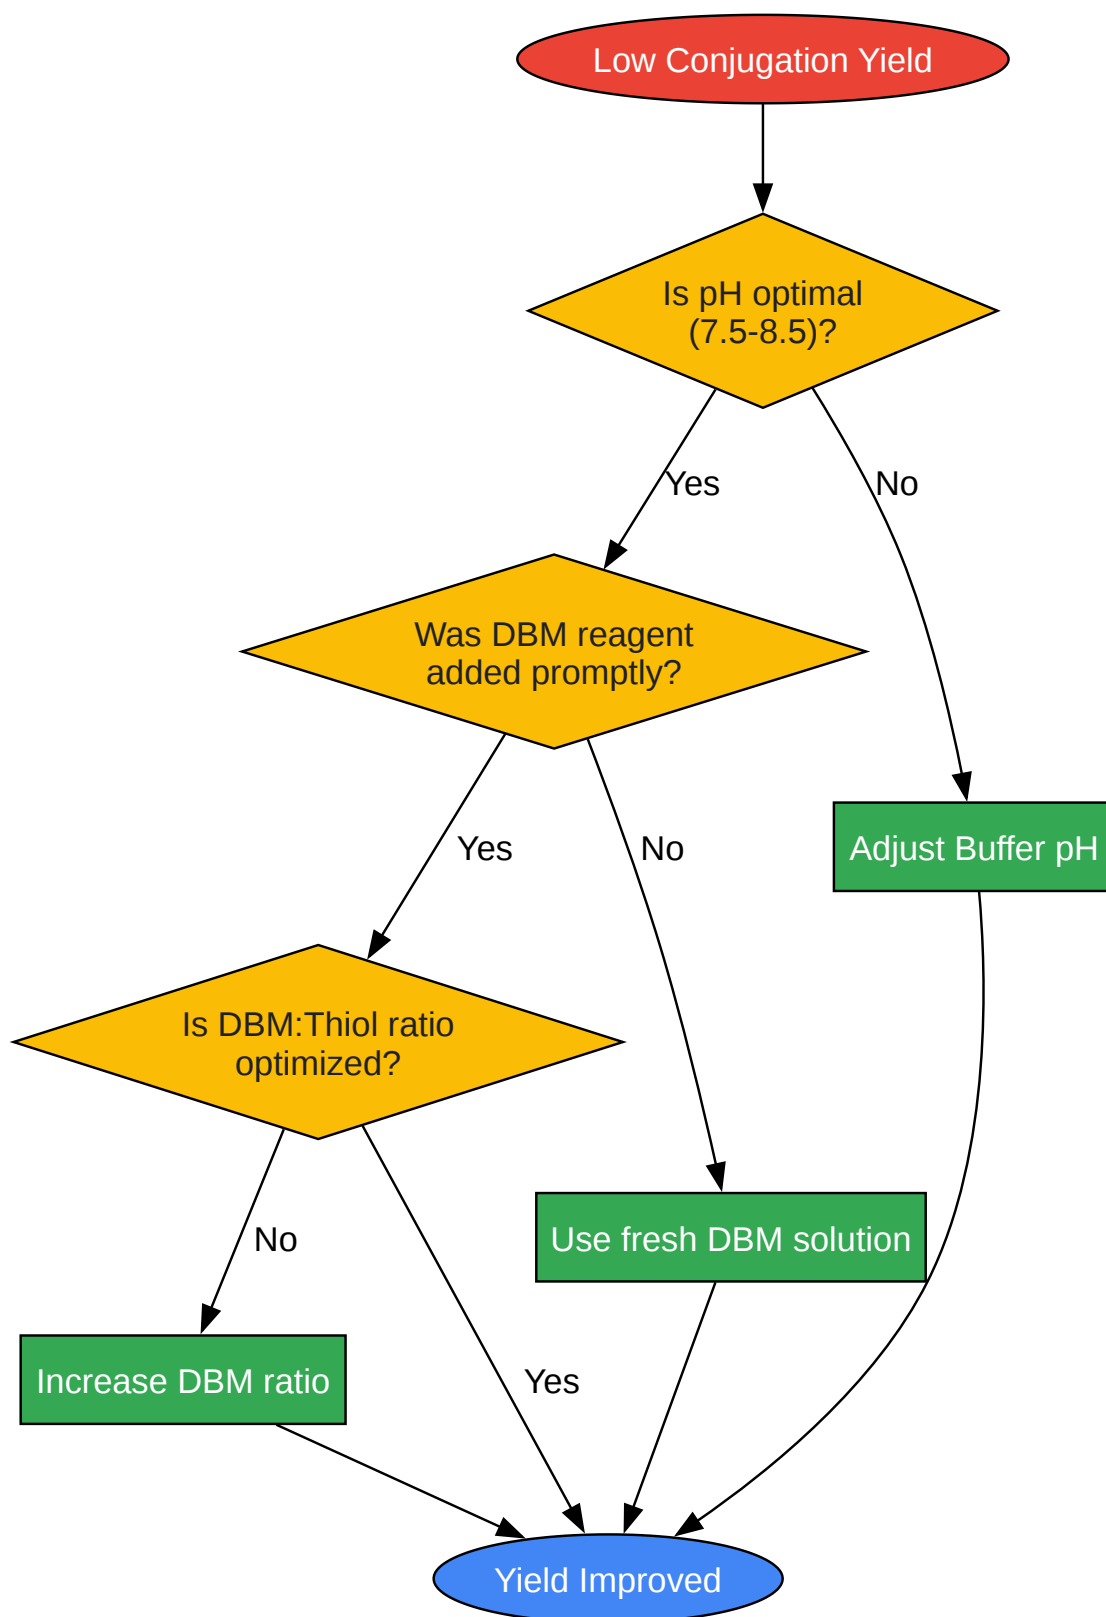 Low Conjugation Yield
Is pH optimal
(7.5-8.5)?
Yes
No
Was DBM reagent
added promptly?
Yes
No
Adjust Buffer pH
Is DBM:Thiol ratio
optimized?
No
Use fresh DBM solution
Increase DBM ratio
Yes
Yield Improved